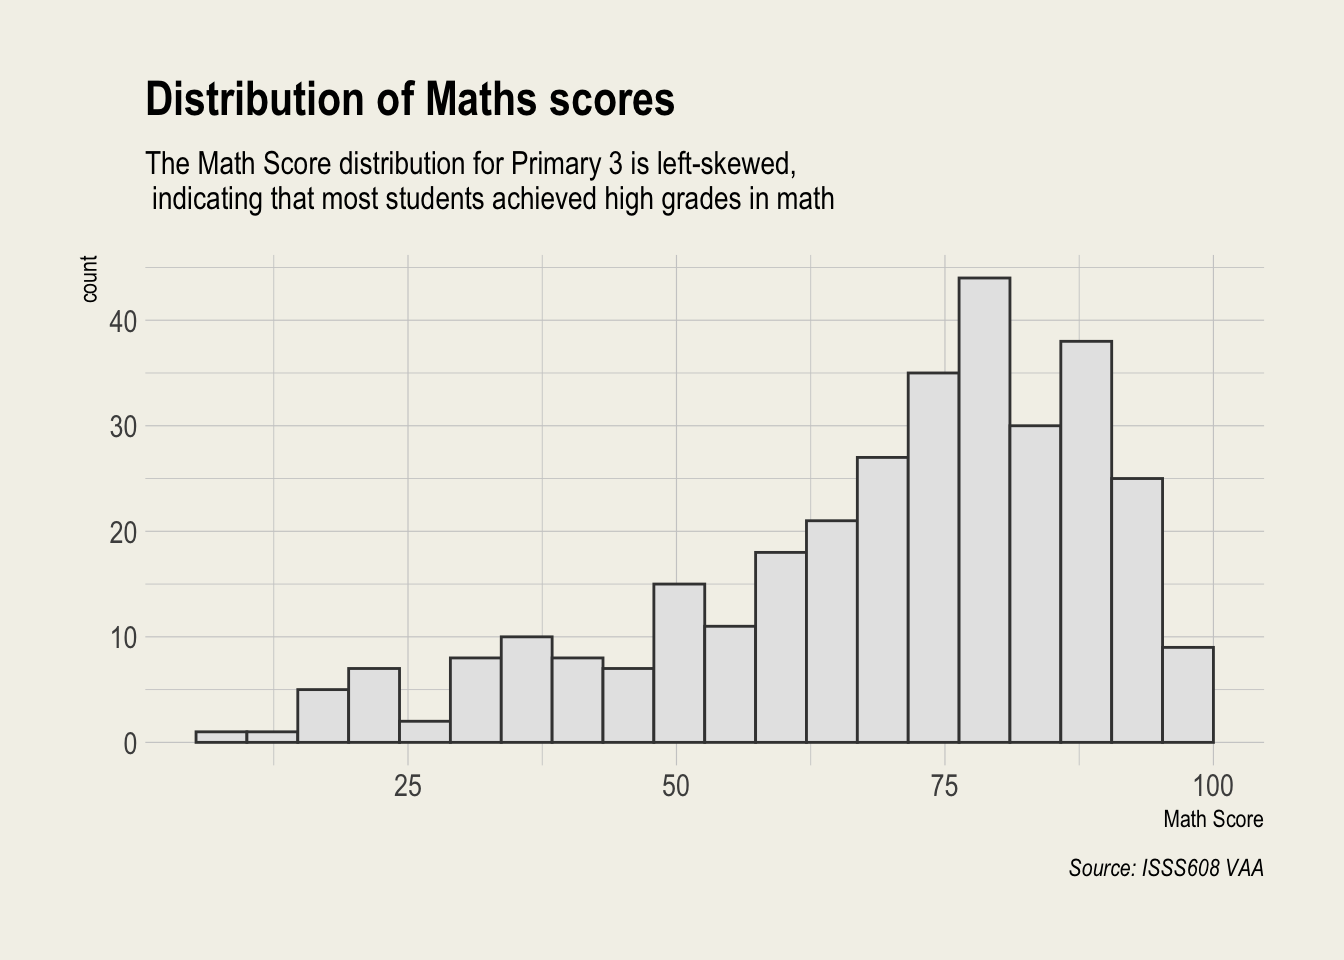 Distribution of Maths scores
The Math Score distribution for Primary 3 is left-skewed,
indicating that most students achieved high grades in math
count
40
30
20
10
0
25
50
75
100
Math Score
Source: ISSS608 VAA